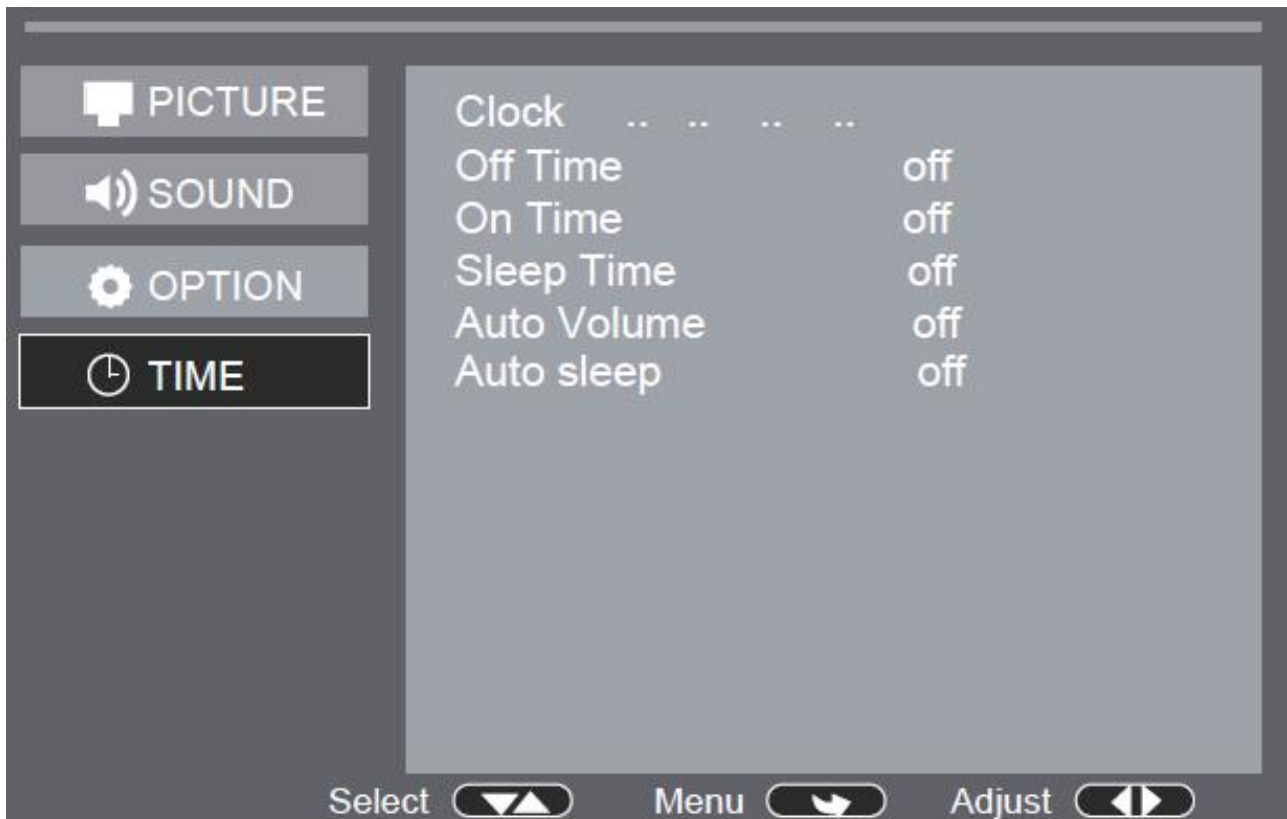 PICTURE
SOUND
OPTION
TIME
Clock .. .. .. ..
Off Time off
On Time off
Sleep Time off
Auto Volume off
Auto sleep off
Select Menu Adjust